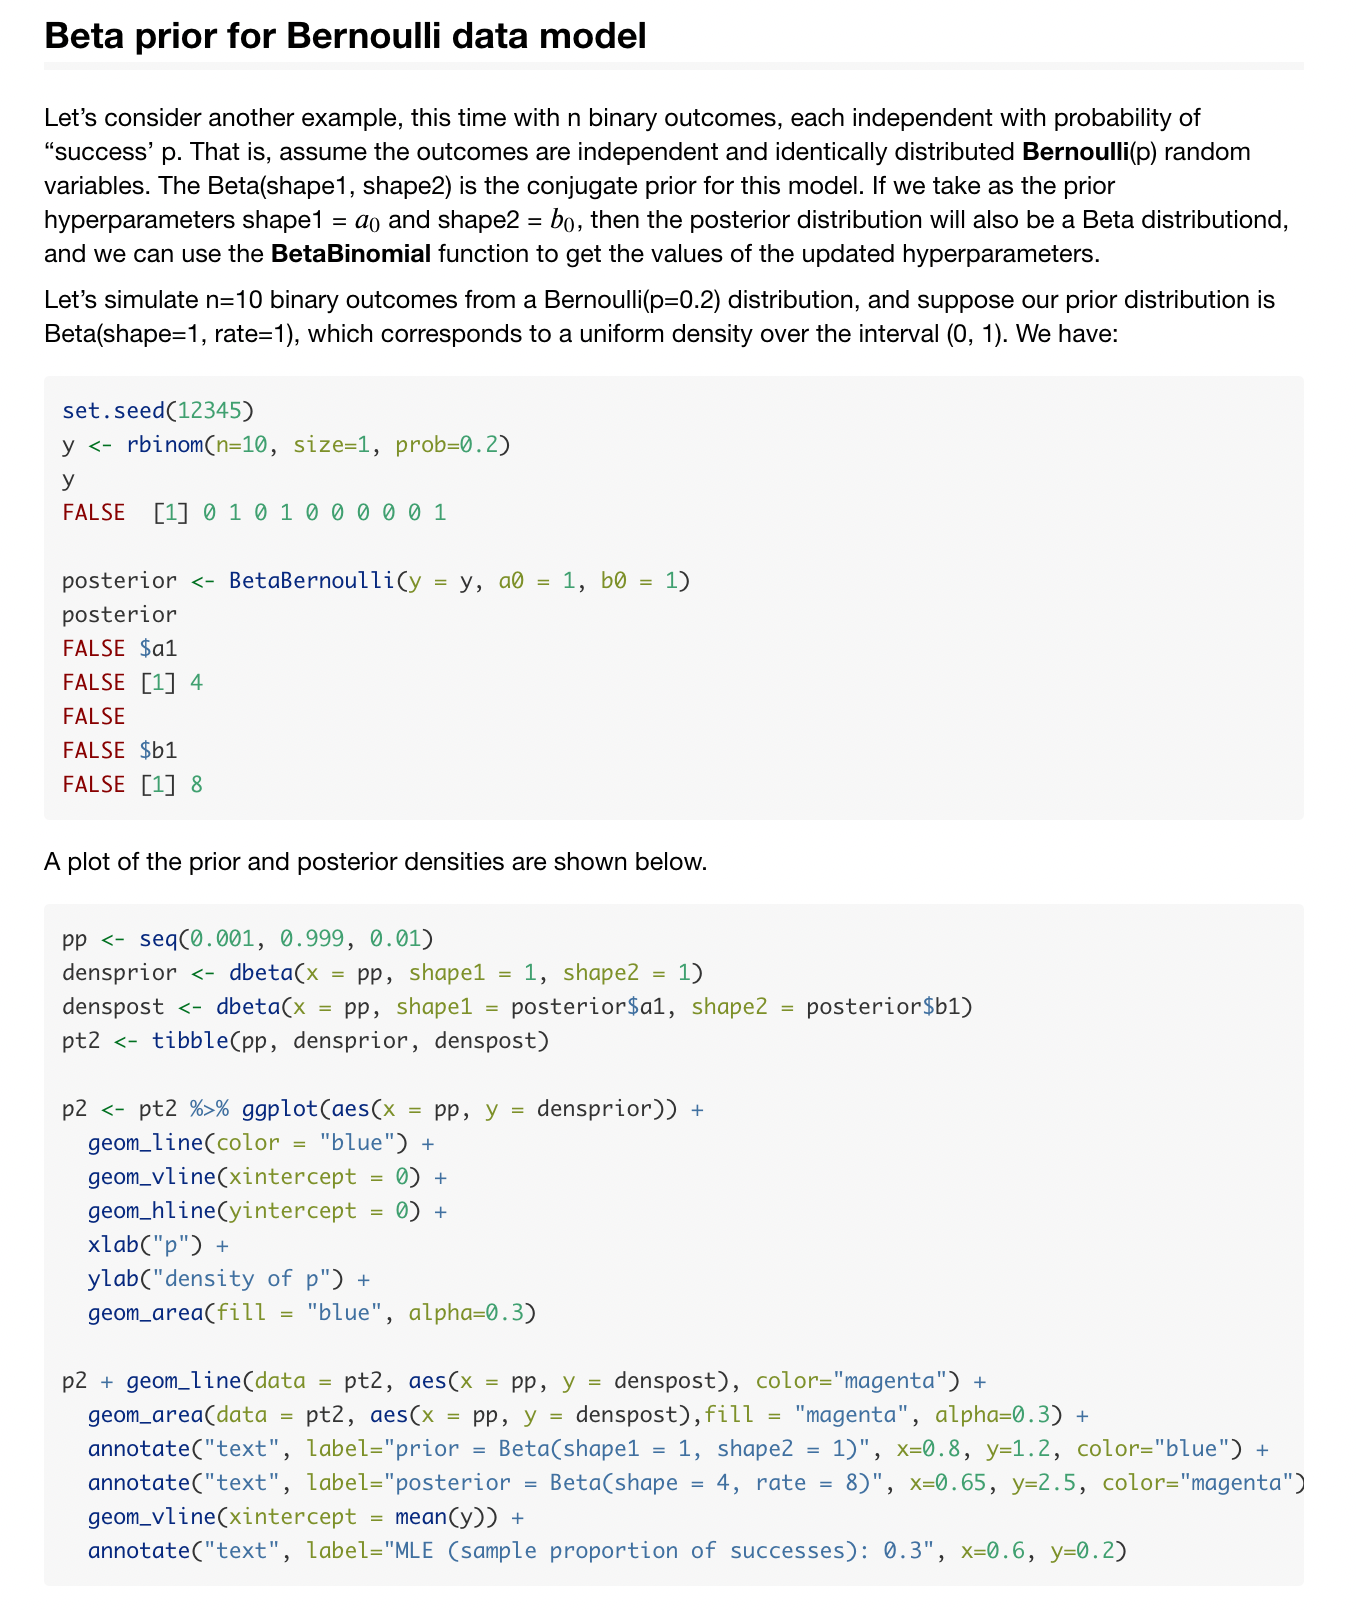 Beta prior for Bernoulli data model
Let’s consider another example, this time with n binary outcomes, each independent with probability of
“success’ p. That is, assume the outcomes are independent and identically distributed Bernoulli(p) random
variables. The Beta(shape1, shape2) is the conjugate prior for this model. If we take as the prior
hyperparameters shape1 = a₀ and shape2 = b₀, then the posterior distribution will also be a Beta distributiond,
and we can use the BetaBinomial function to get the values of the updated hyperparameters.
Let’s simulate n=10 binary outcomes from a Bernoulli(p=0.2) distribution, and suppose our prior distribution is
Beta(shape=1, rate=1), which corresponds to a uniform density over the interval (0, 1). We have:
set.seed(12345)
y <- rbinom(n=10, size=1, prob=0.2)
y
FALSE  [1] 0 1 0 1 0 0 0 0 0 1
posterior <- BetaBernoulli(y = y, a0 = 1, b0 = 1)
posterior
FALSE $a1
FALSE [1] 4
FALSE
FALSE $b1
FALSE [1] 8
A plot of the prior and posterior densities are shown below.
pp <- seq(0.001, 0.999, 0.01)
densprior <- dbeta(x = pp, shape1 = 1, shape2 = 1)
denspost <- dbeta(x = pp, shape1 = posterior$a1, shape2 = posterior$b1)
pt2 <- tibble(pp, densprior, denspost)
p2 <- pt2 %>% ggplot(aes(x = pp, y = densprior)) +
  geom_line(color = "blue") +
  geom_vline(xintercept = 0) +
  geom_hline(yintercept = 0) +
  xlab("p") +
  ylab("density of p") +
  geom_area(fill = "blue", alpha=0.3)
p2 + geom_line(data = pt2, aes(x = pp, y = denspost), color="magenta") +
  geom_area(data = pt2, aes(x = pp, y = denspost),fill = "magenta", alpha=0.3) +
  annotate("text", label="prior = Beta(shape1 = 1, shape2 = 1)", x=0.8, y=1.2, color="blue") +
  annotate("text", label="posterior = Beta(shape = 4, rate = 8)", x=0.65, y=2.5, color="magenta")
  geom_vline(xintercept = mean(y)) +
  annotate("text", label="MLE (sample proportion of successes): 0.3", x=0.6, y=0.2)